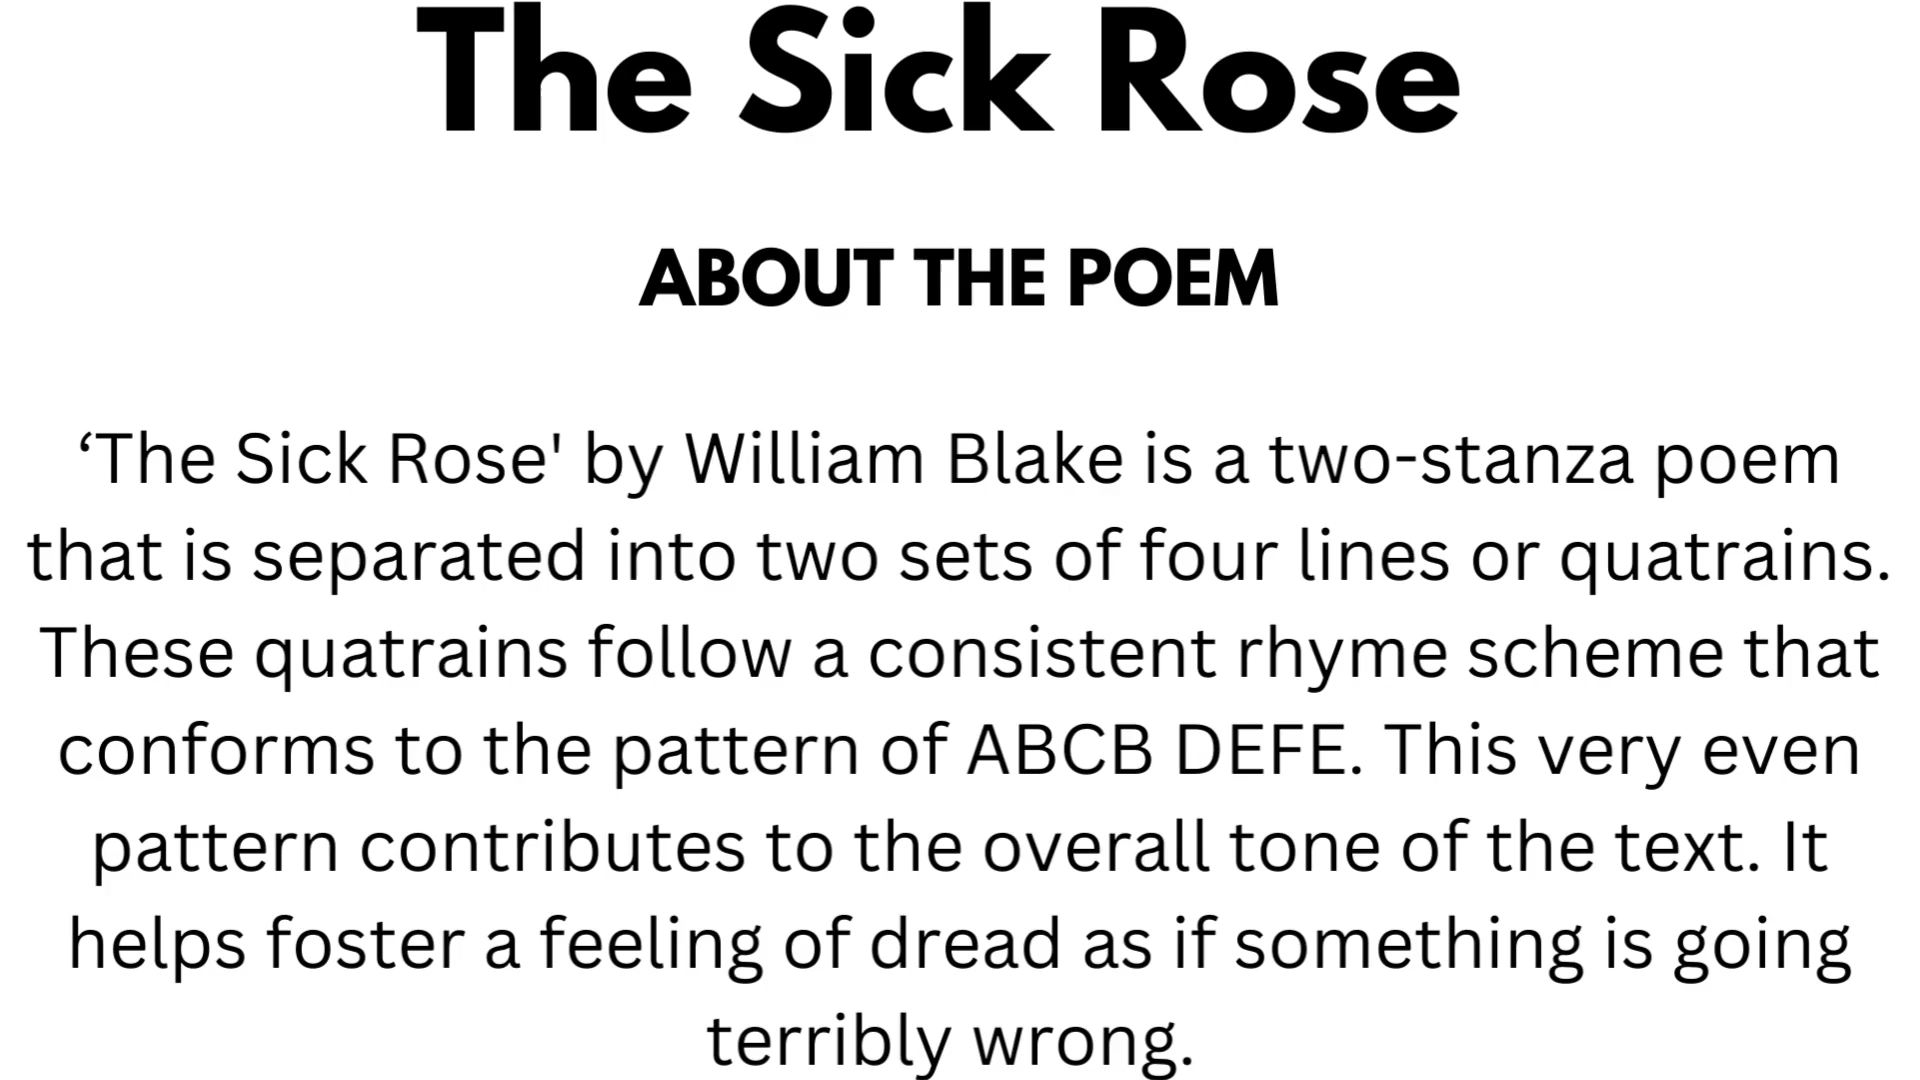 The Sick Rose
ABOUT THE POEM
‘The Sick Rose' by William Blake is a two-stanza poem
that is separated into two sets of four lines or quatrains.
These quatrains follow a consistent rhyme scheme that
conforms to the pattern of ABCB DEFE. This very even
pattern contributes to the overall tone of the text. It
helps foster a feeling of dread as if something is going
terribly wrong.